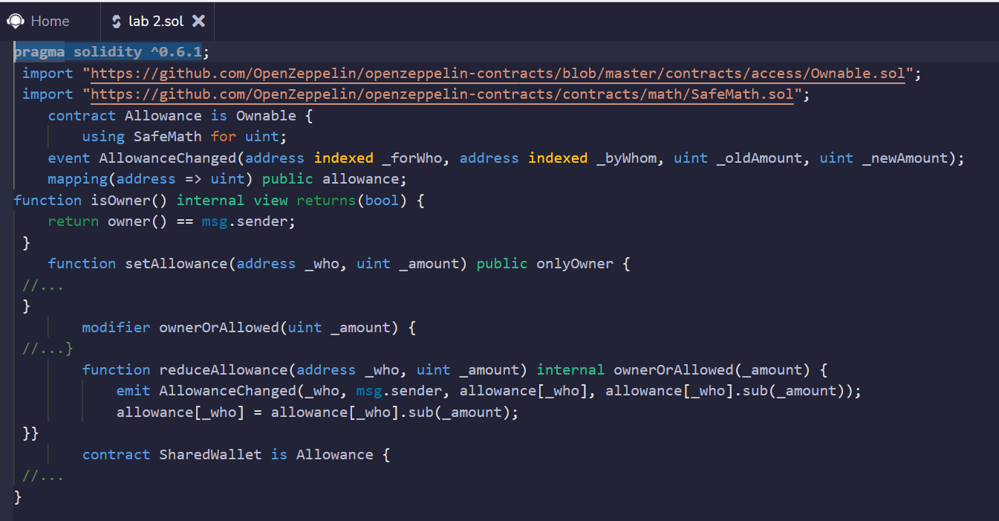 Home lab 2.sol
pragma solidity ^0.6.1;
import "https://github.com/OpenZeppelin/openzeppelin-contracts/blob/master/contracts/access/Ownable.sol";
import "https://github.com/OpenZeppelin/openzeppelin-contracts/contracts/math/SafeMath.sol";
contract Allowance is Ownable {
using SafeMath for uint;
event AllowanceChanged(address indexed _forWho, address indexed _byWhom, uint _oldAmount, uint _newAmount);
mapping(address => uint) public allowance;
function isOwner() internal view returns(bool) {
return owner() == msg.sender;
}
function setAllowance(address _who, uint _amount) public onlyOwner {
//...
}
modifier ownerOrAllowed(uint _amount) {
//...}
function reduceAllowance(address _who, uint _amount) internal ownerOrAllowed(_amount) {
emit AllowanceChanged(_who, msg.sender, allowance[_who], allowance[_who].sub(_amount));
allowance[_who] = allowance[_who].sub(_amount);
}}
contract SharedWallet is Allowance {
//...
}